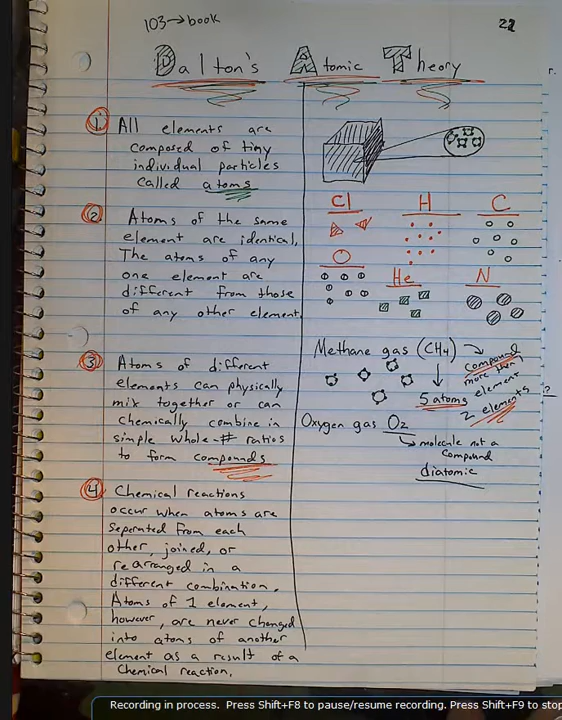 103→book
22
Dalton's Atomic Theory
r.
① All elements are
composed of tiny
individual particles
called atoms
② Atoms of the same
element are identical.
The atoms of any
one element are
different from those
of any other element
③ Atoms of different
elements can physically
mix together or can
chemically combine in
simple whole-# ratios
to form compounds
④ Chemical reactions
occur when atoms are
seperated from each
other, joined, or
rearranged in a
different combination.
Atoms of 1 element,
however, are never changed
into atoms of another
element as a result of a
chemical reaction.
Cl H C
O He N
Methane gas (CH4) → compound
more than 1
element
5 atoms 2 elements
?
Oxygen gas O2
→ molecule not a
compound
diatomic
Recording in process. Press Shift+F8 to pause/resume recording. Press Shift+F9 to stop